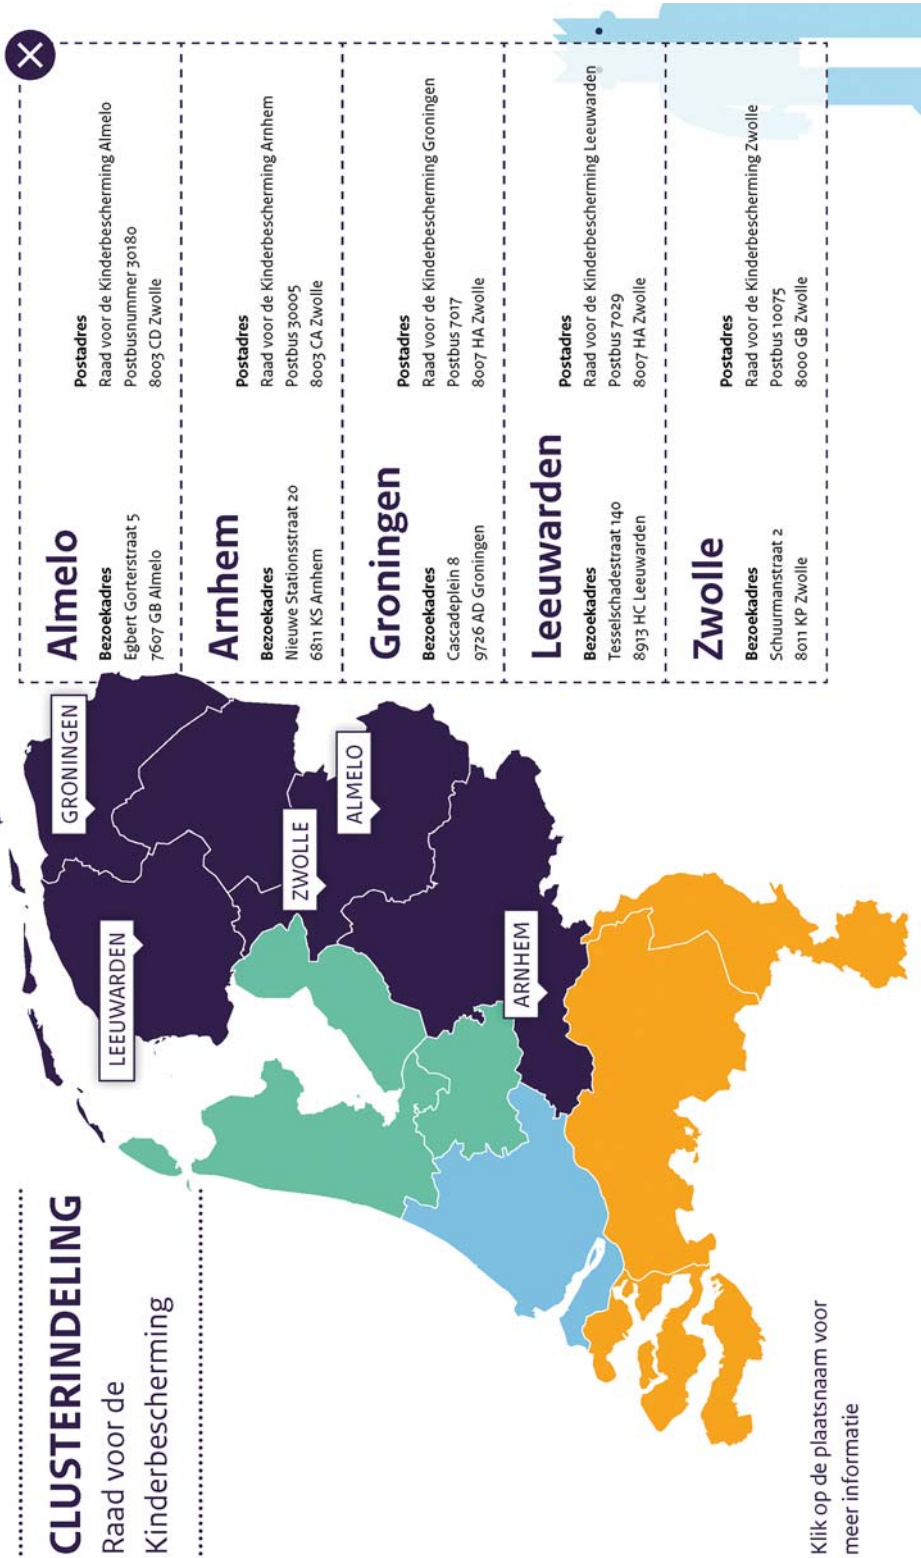 CLUSTERINDELING
Raad voor de
Kinderbescherming
LEEUWARDEN
GRONINGEN
ZWOLLE
ALMELO
ARNHEM
Klik op de plaatsnaam voor
meer informatie
Almelo
Bezoekadres
Egbert Gorterstraat 5
7607 GB Almelo
Postadres
Raad voor de Kinderbescherming Almelo
Postbusnummer 30180
8003 CD Zwolle
Arnhem
Bezoekadres
Nieuwe Stationsstraat 20
6811 KS Arnhem
Postadres
Raad voor de Kinderbescherming Arnhem
Postbus 30005
8003 CA Zwolle
Groningen
Bezoekadres
Cascadeplein 8
9726 AD Groningen
Postadres
Raad voor de Kinderbescherming Groningen
Postbus 7017
8007 HA Zwolle
Leeuwarden
Bezoekadres
Tesselschadestraat 140
8913 HC Leeuwarden
Postadres
Raad voor de Kinderbescherming Leeuwarden
Postbus 7029
8007 HA Zwolle
Zwolle
Bezoekadres
Schuurmanstraat 2
8011 KP Zwolle
Postadres
Raad voor de Kinderbescherming Zwolle
Postbus 10075
8000 GB Zwolle